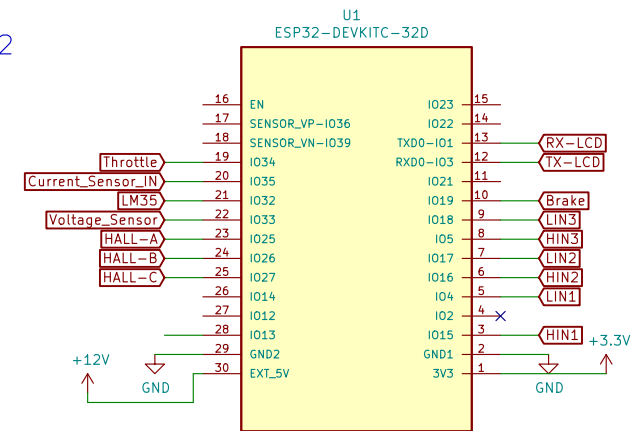 U1
ESP32-DEVKITC-32D
2
16 EN IO23 15
17 SENSOR_VP-IO36 IO22 14
18 SENSOR_VN-IO39 TXD0-IO1 13 RX-LCD
Throttle 19 IO34 RXD0-IO3 12 TX-LCD
Current_Sensor_IN 20 IO35 IO21 11
LM35 21 IO32 IO19 10 Brake
Voltage_Sensor 22 IO33 IO18 9 LIN3
HALL-A 23 IO25 IO5 8 HIN3
HALL-B 24 IO26 IO17 7 LIN2
HALL-C 25 IO27 IO16 6 HIN2
26 IO14 IO4 5 LIN1
27 IO12 IO2 4
28 IO13 IO15 3 HIN1
+3.3V
29 GND2 GND1 2
+12V
30 EXT_5V 3V3 1
GND GND